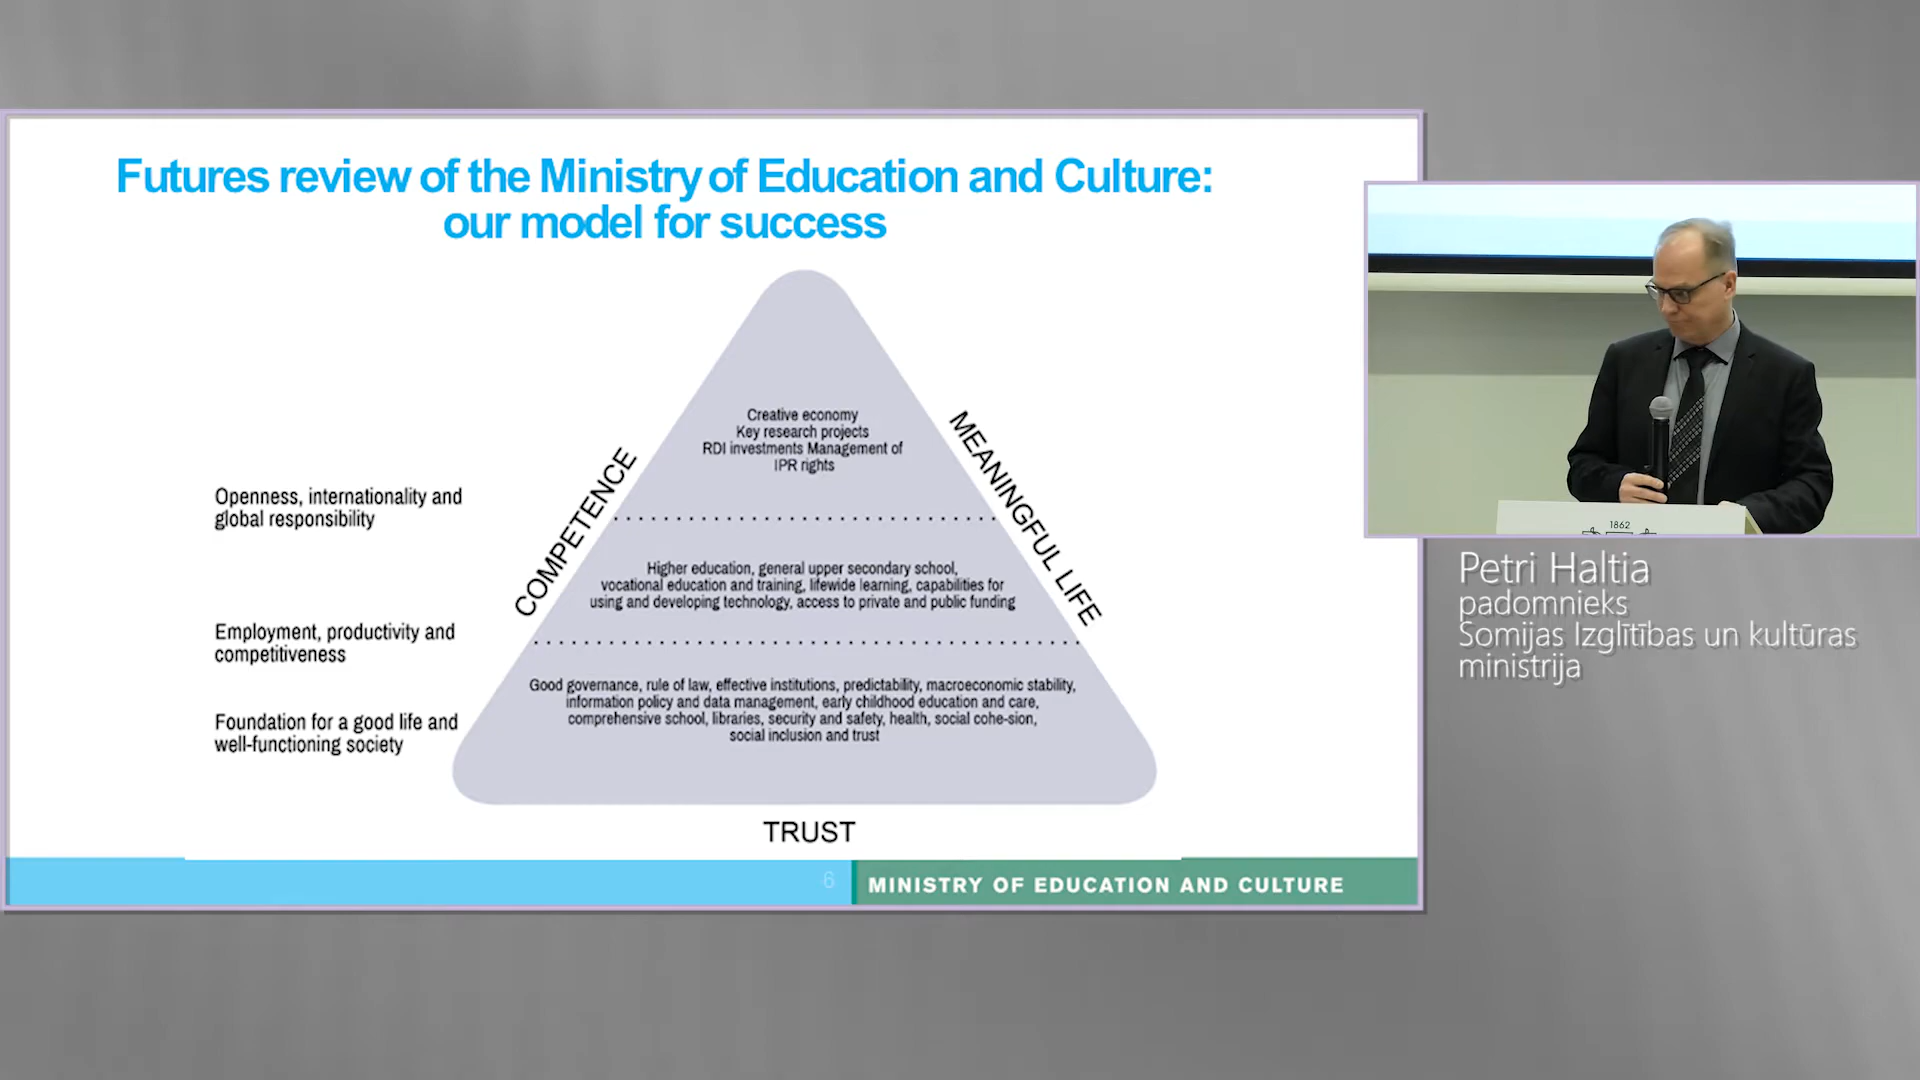 Futures review of the Ministry of Education and Culture:
our model for success
Creative economy
Key research projects
RDI investments Management of
IPR rights
COMPETENCE
MEANINGFUL LIFE
Openness, internationality and
global responsibility
Higher education, general upper secondary school,
vocational education and training, lifewide learning, capabilities for
using and developing technology, access to private and public funding
Employment, productivity and
competitiveness
Good governance, rule of law, effective institutions, predictability, macroeconomic stability,
information policy and data management, early childhood education and care,
comprehensive school, libraries, security and safety, health, social cohe-sion,
social inclusion and trust
Foundation for a good life and
well-functioning society
TRUST
6
MINISTRY OF EDUCATION AND CULTURE
1862
Petri Haltia
padomnieks
Somijas Izglītības un kultūras
ministrija